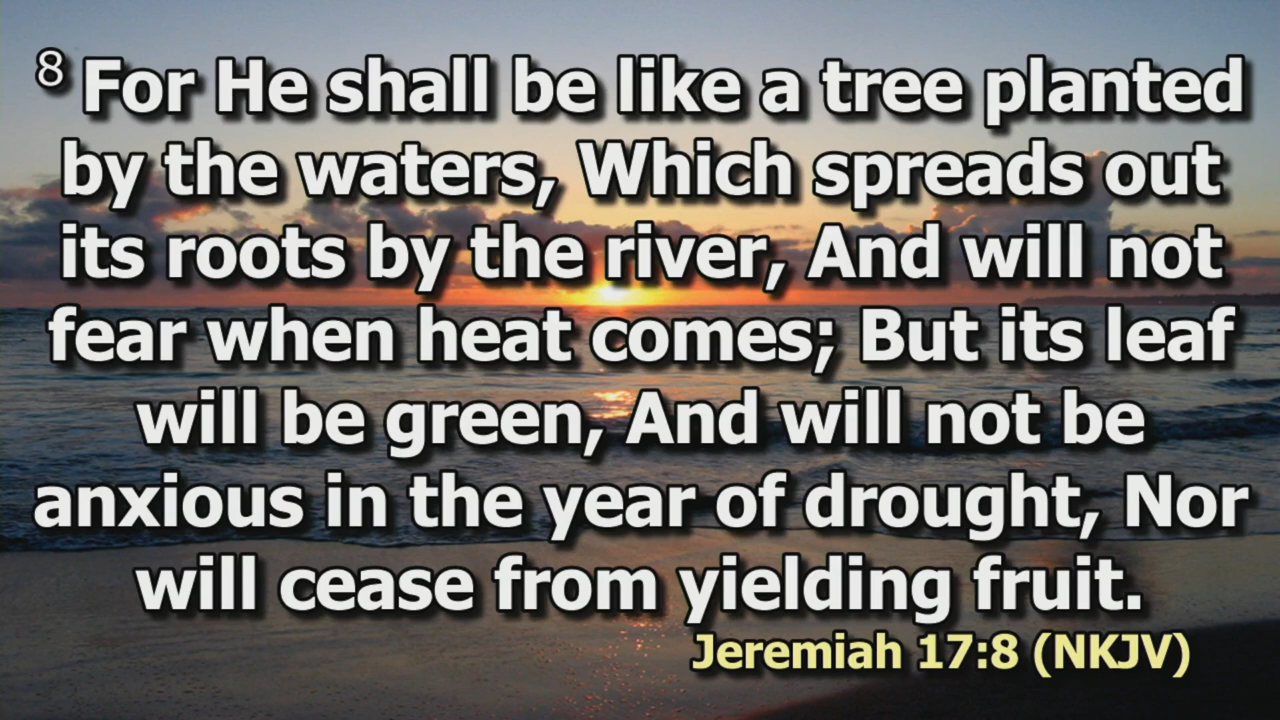 8 For He shall be like a tree planted
by the waters, Which spreads out
its roots by the river, And will not
fear when heat comes; But its leaf
will be green, And will not be
anxious in the year of drought, Nor
will cease from yielding fruit.
Jeremiah 17:8 (NKJV)